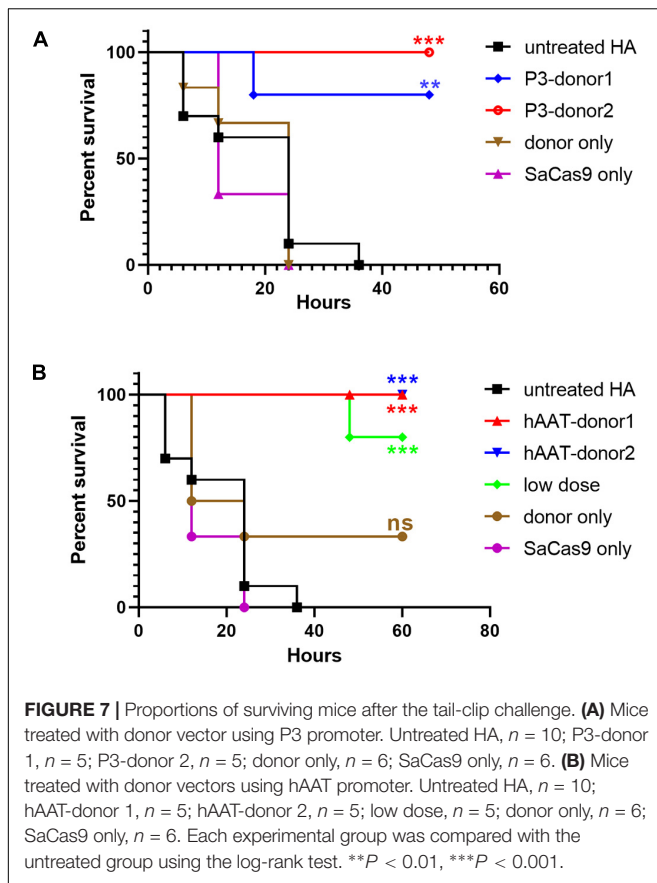 A
Percent survival
100
50
0
0 20 40 60
Hours
***
**
untreated HA
P3-donor1
P3-donor2
donor only
SaCas9 only
B
Percent survival
100
50
0
0 20 40 60 80
Hours
***
***
***
ns
untreated HA
hAAT-donor1
hAAT-donor2
low dose
donor only
SaCas9 only
FIGURE 7 | Proportions of surviving mice after the tail-clip challenge. (A) Mice
treated with donor vector using P3 promoter. Untreated HA, n = 10; P3-donor
1, n = 5; P3-donor 2, n = 5; donor only, n = 6; SaCas9 only, n = 6. (B) Mice
treated with donor vectors using hAAT promoter. Untreated HA, n = 10;
hAAT-donor 1, n = 5; hAAT-donor 2, n = 5; low dose, n = 5; donor only, n = 6;
SaCas9 only, n = 6. Each experimental group was compared with the
untreated group using the log-rank test. **P < 0.01, ***P < 0.001.